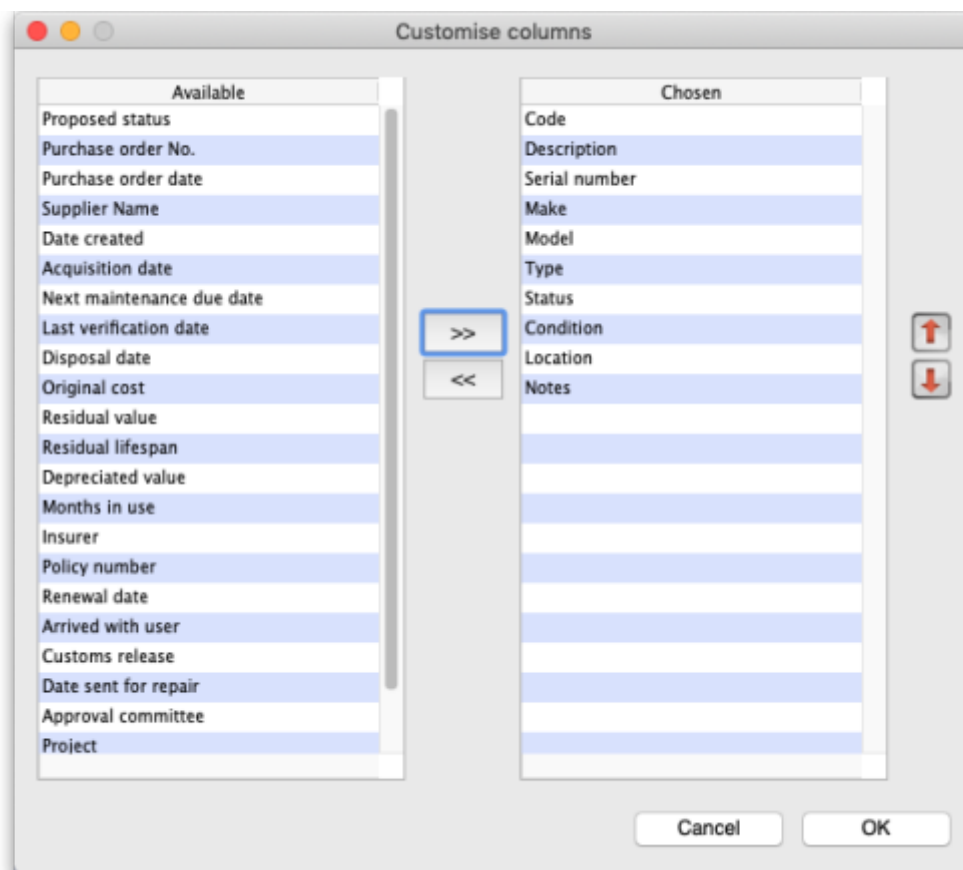 Customise columns
Available
Proposed status
Purchase order No.
Purchase order date
Supplier Name
Date created
Acquisition date
Next maintenance due date
Last verification date
Disposal date
Original cost
Residual value
Residual lifespan
Depreciated value
Months in use
Insurer
Policy number
Renewal date
Arrived with user
Customs release
Date sent for repair
Approval committee
Project
>>
<<
Chosen
Code
Description
Serial number
Make
Model
Type
Status
Condition
Location
Notes
Cancel
OK